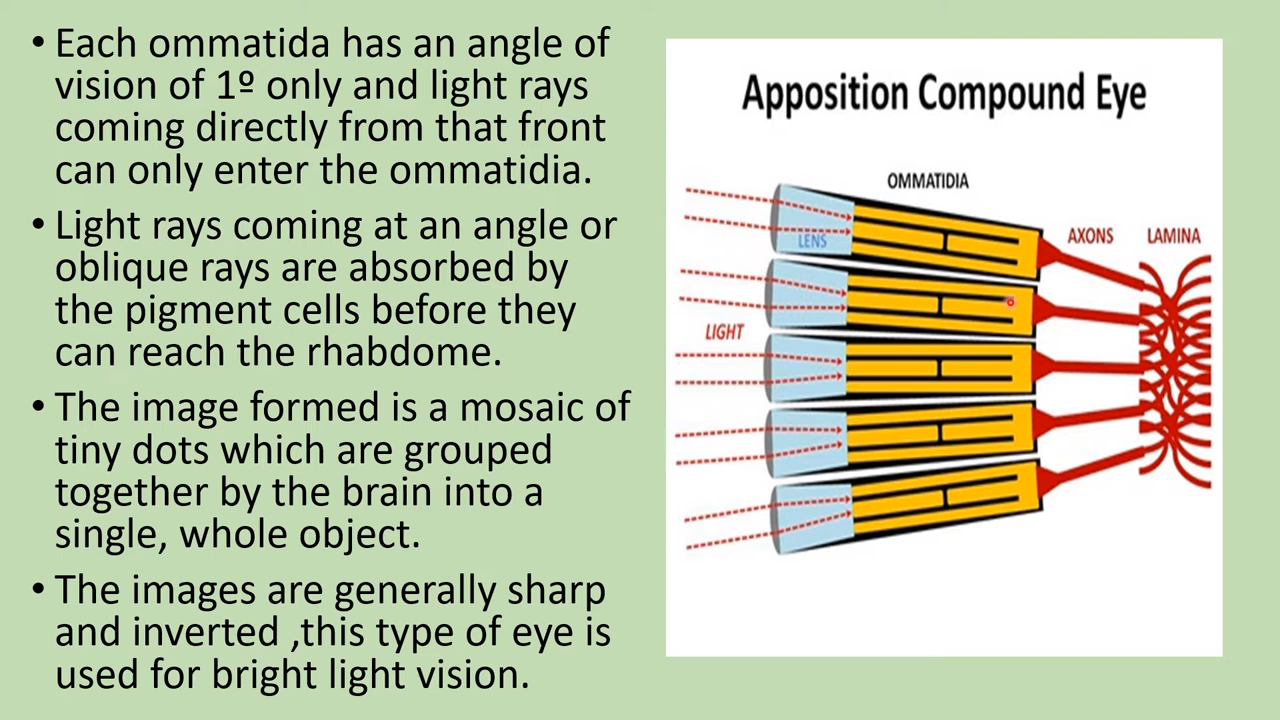 • Each ommatida has an angle of
vision of 1º only and light rays
coming directly from that front
can only enter the ommatidia.
• Light rays coming at an angle or
oblique rays are absorbed by
the pigment cells before they
can reach the rhabdome.
• The image formed is a mosaic of
tiny dots which are grouped
together by the brain into a
single, whole object.
• The images are generally sharp
and inverted ,this type of eye is
used for bright light vision.
Apposition Compound Eye
OMMATIDIA
AXONS
LAMINA
LENS
LIGHT